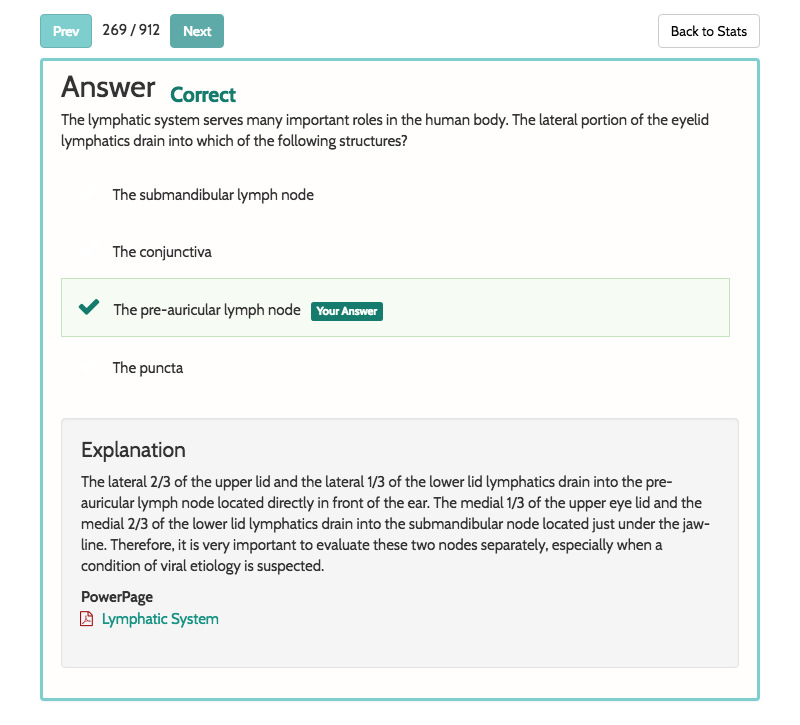 Prev 269 / 912 Next Back to Stats
Answer Correct
The lymphatic system serves many important roles in the human body. The lateral portion of the eyelid
lymphatics drain into which of the following structures?
The submandibular lymph node
The conjunctiva
The pre-auricular lymph node Your Answer
The puncta
Explanation
The lateral 2/3 of the upper lid and the lateral 1/3 of the lower lid lymphatics drain into the pre-
auricular lymph node located directly in front of the ear. The medial 1/3 of the upper eye lid and the
medial 2/3 of the lower lid lymphatics drain into the submandibular node located just under the jaw-
line. Therefore, it is very important to evaluate these two nodes separately, especially when a
condition of viral etiology is suspected.
PowerPage
Lymphatic System